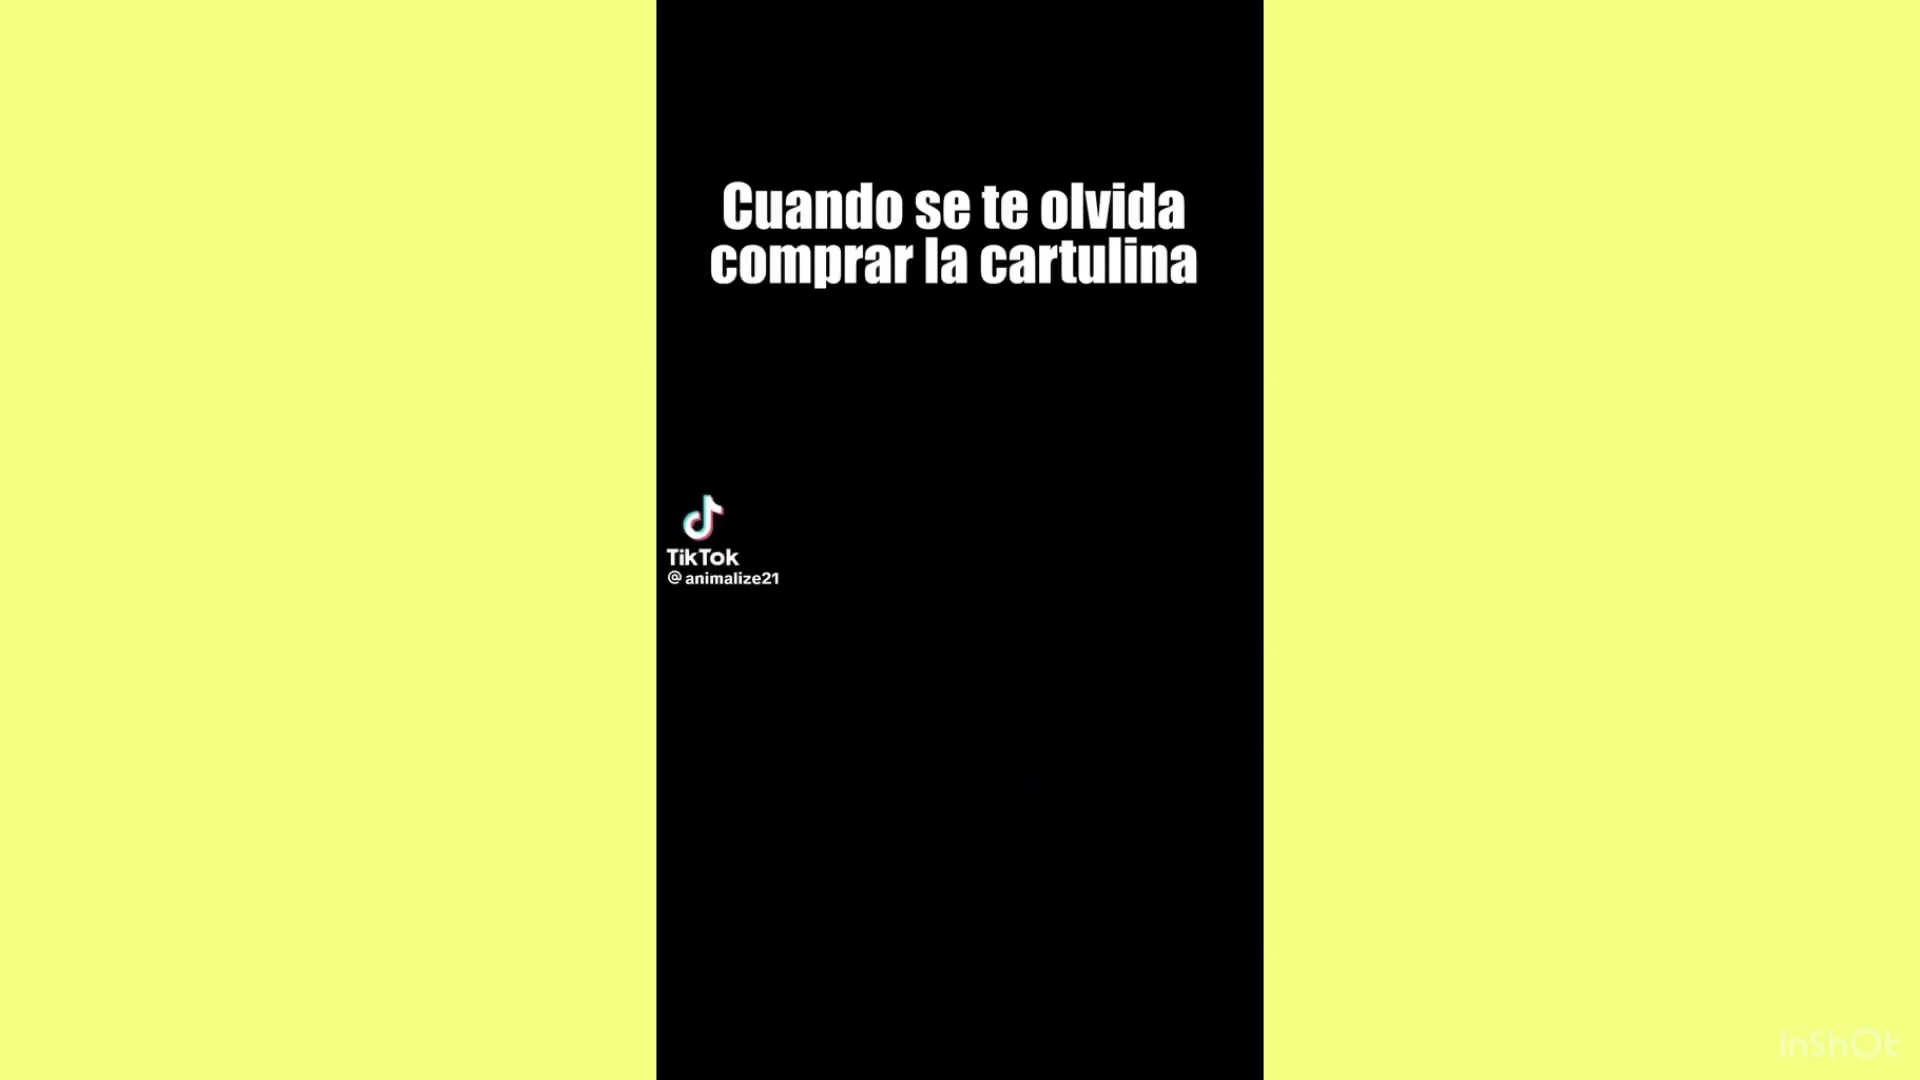 Cuando se te olvida
comprar la cartulina
TikTok
@animalize21
InShOt